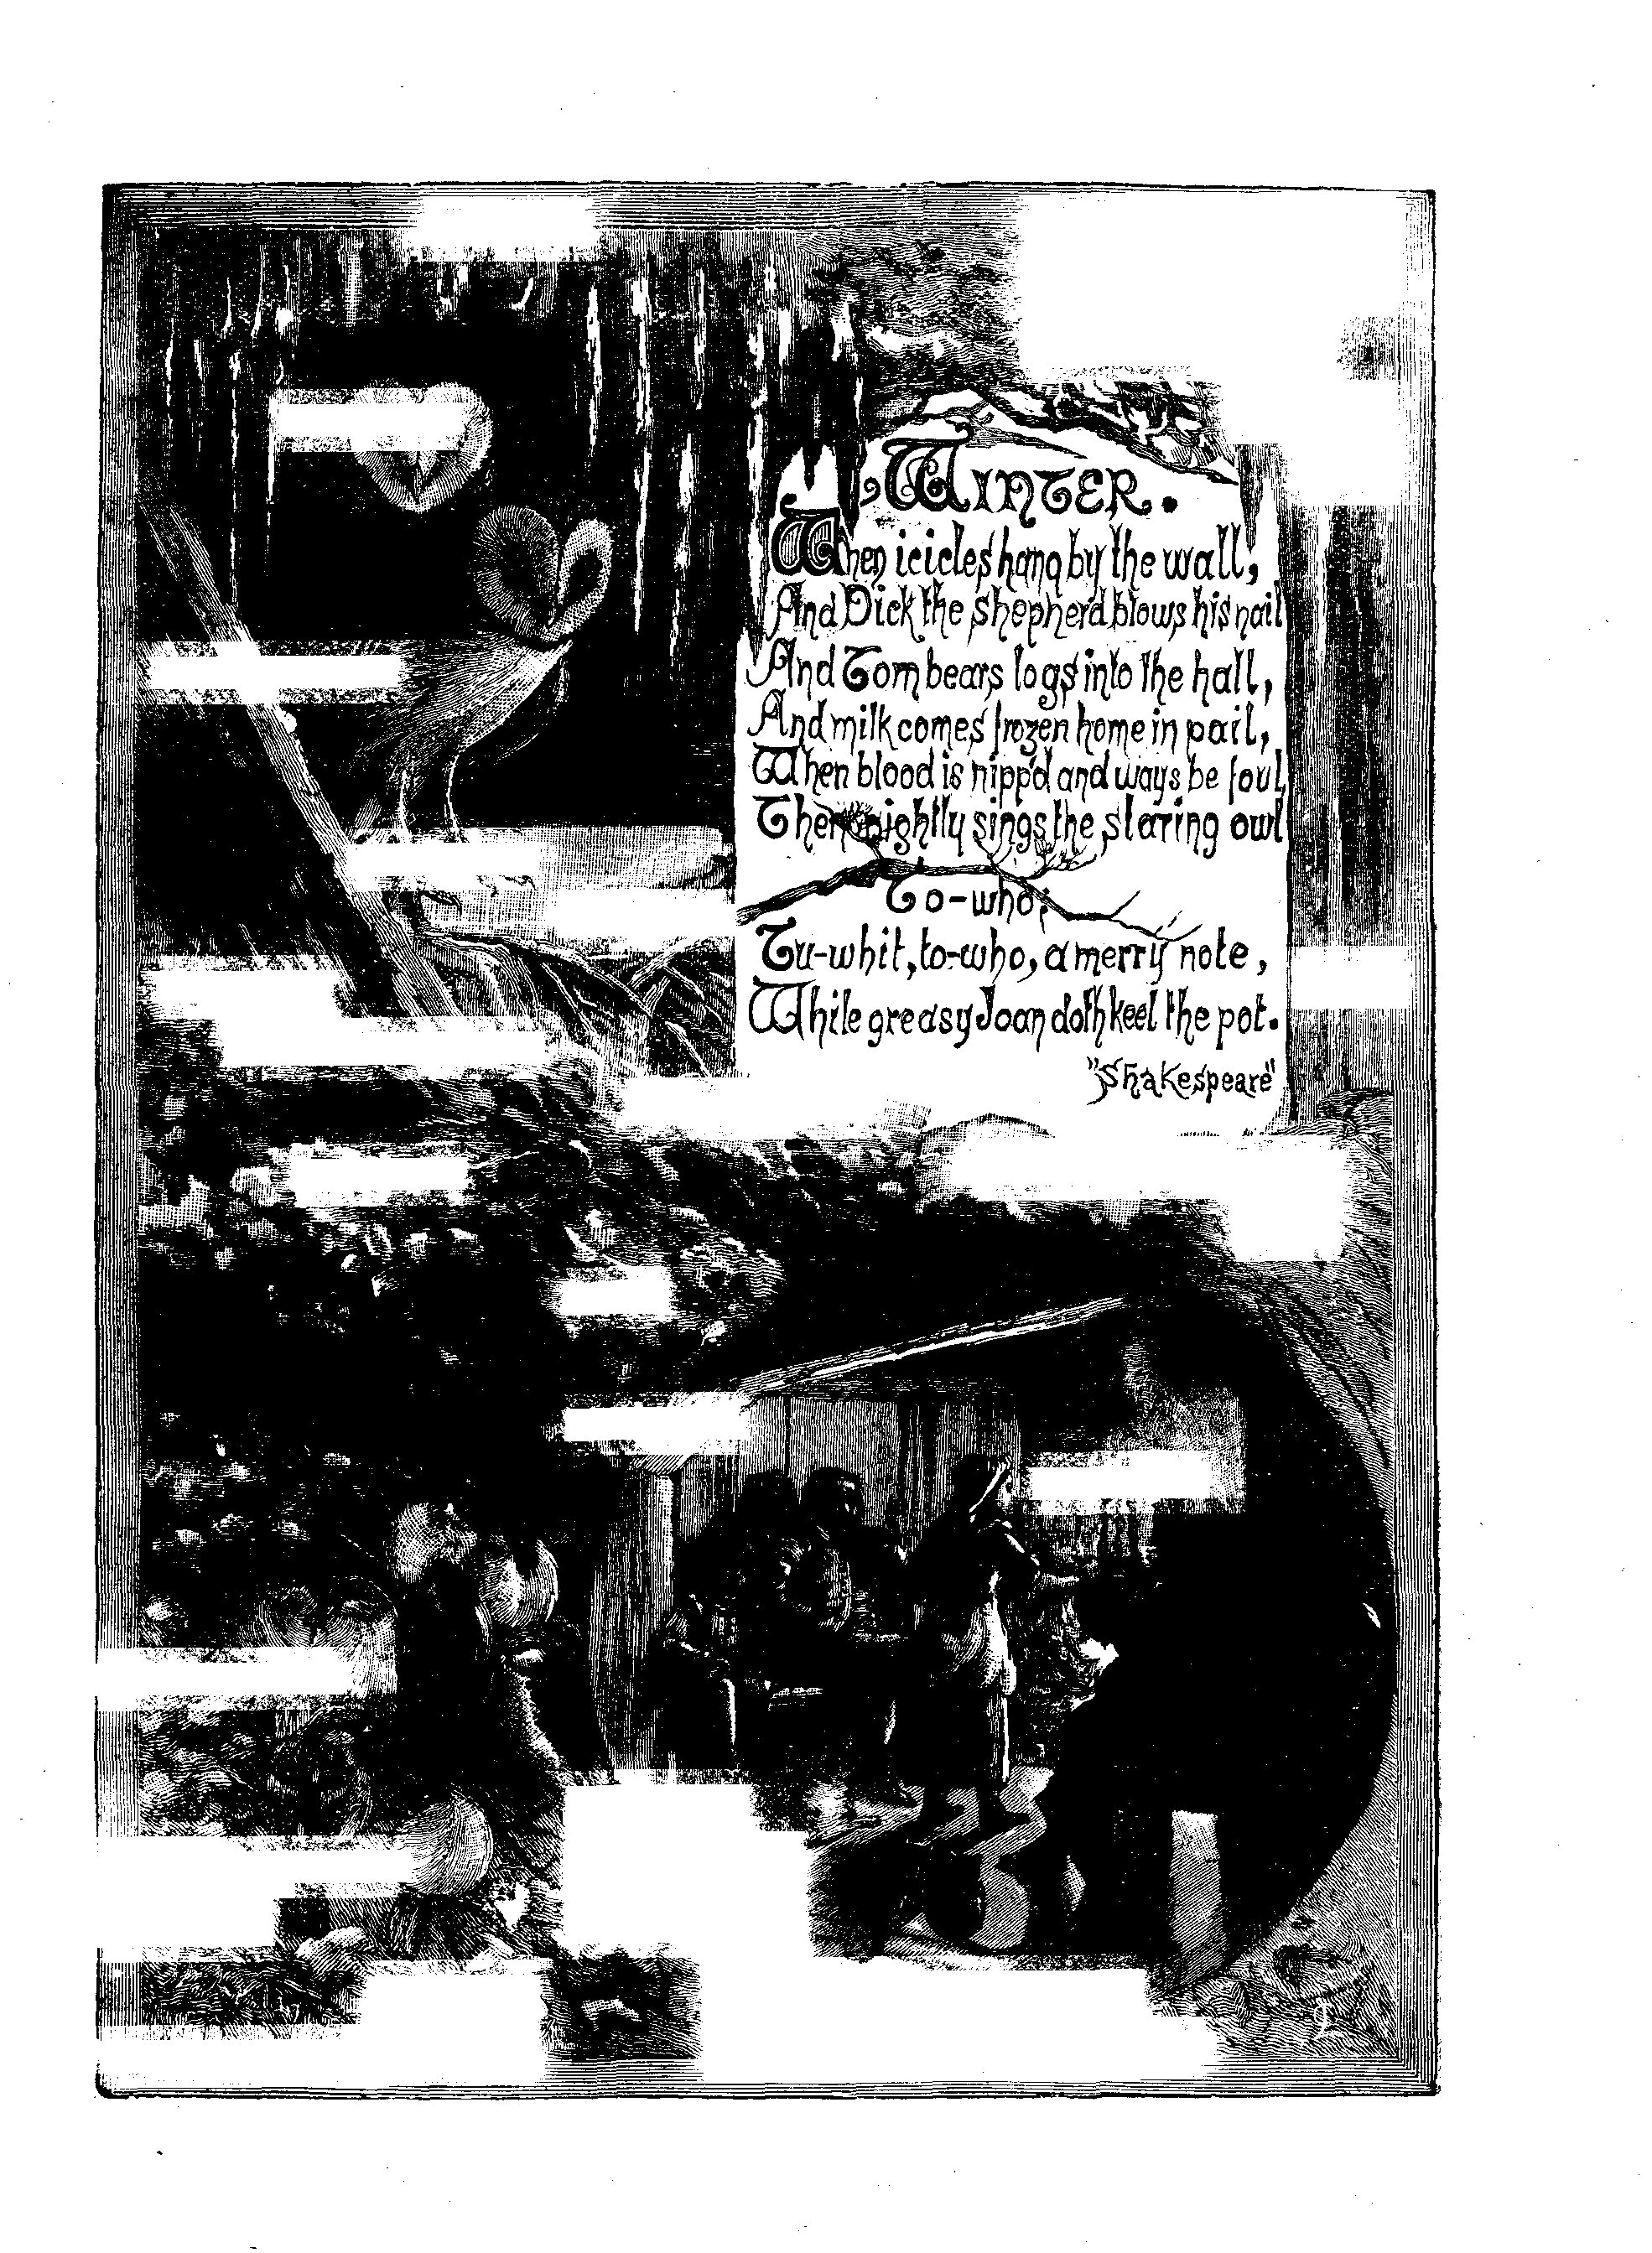 WINTER.
When icicles hang by the wall,
And Dick the shepherd blows his nail
And Tom bears logs into the hall,
And milk comes frozen home in pail,
When blood is nipp'd and ways be foul,
Then nightly sings the staring owl
To-who;
Tu-whit, to-who, a merry note,
While greasy Joan doth keel the pot.
"Shakespeare"